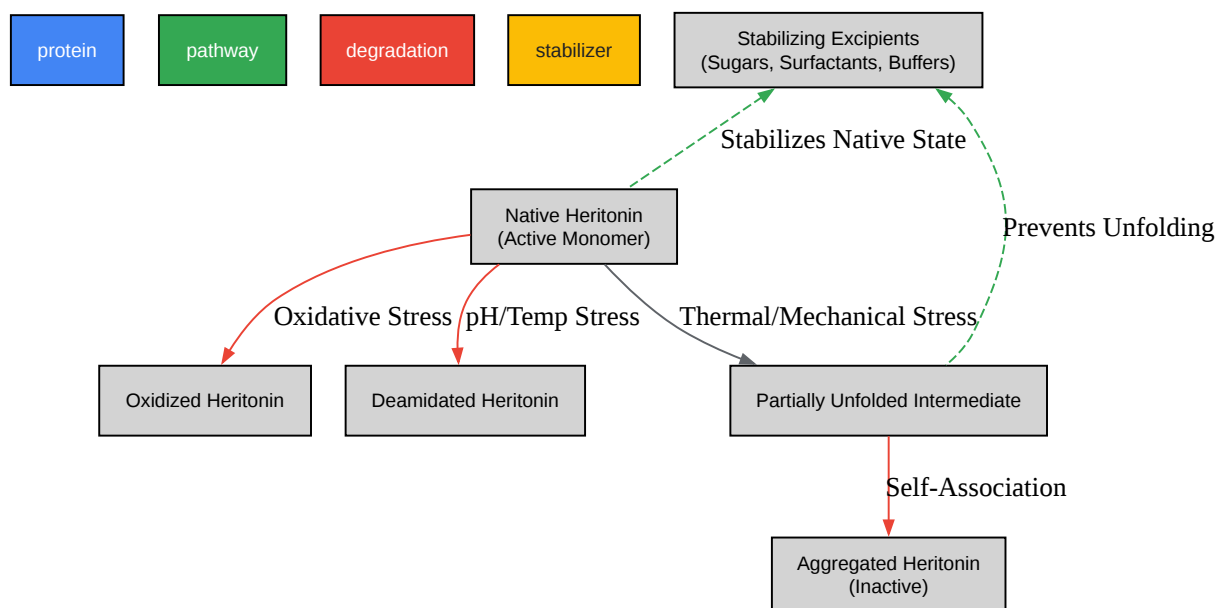 protein
pathway
degradation
stabilizer
Stabilizing Excipients
(Sugars, Surfactants, Buffers)
Stabilizes Native State
Native Heritonin
(Active Monomer)
Prevents Unfolding
Oxidative Stress
pH/Temp Stress
Thermal/Mechanical Stress
Oxidized Heritonin
Deamidated Heritonin
Partially Unfolded Intermediate
Self-Association
Aggregated Heritonin
(Inactive)